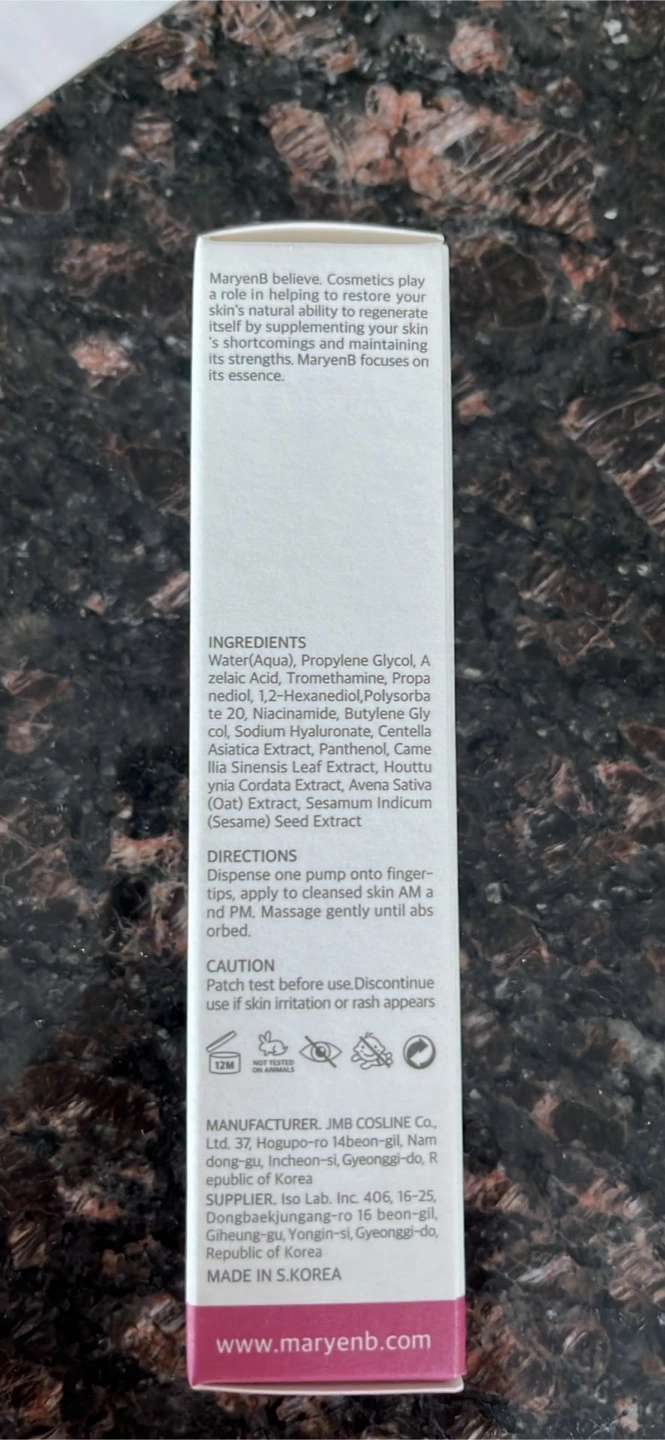 MaryenB believe. Cosmetics play
a role in helping to restore your
skin's natural ability to regenerate
itself by supplementing your skin
's shortcomings and maintaining
its strengths. MaryenB focuses on
its essence.
INGREDIENTS
Water(Aqua), Propylene Glycol, A
zelaic Acid, Tromethamine, Propa
nediol, 1,2-Hexanediol,Polysorba
te 20, Niacinamide, Butylene Gly
col, Sodium Hyaluronate, Centella
Asiatica Extract, Panthenol, Came
llia Sinensis Leaf Extract, Houttu
ynia Cordata Extract, Avena Sativa
(Oat) Extract, Sesamum Indicum
(Sesame) Seed Extract
DIRECTIONS
Dispense one pump onto finger-
tips, apply to cleansed skin AM a
nd PM. Massage gently until abs
orbed.
CAUTION
Patch test before use.Discontinue
use if skin irritation or rash appears
12M
NOT TESTED
ON ANIMALS
MANUFACTURER. JMB COSLINE Co.,
Ltd. 37, Hogupo-ro 14beon-gil, Nam
dong-gu, Incheon-si, Gyeonggi-do, R
epublic of Korea
SUPPLIER. Iso Lab. Inc. 406, 16-25,
Dongbaekjungang-ro 16 beon-gil,
Giheung-gu, Yongin-si, Gyeonggi-do,
Republic of Korea
MADE IN S.KOREA
www.maryenb.com